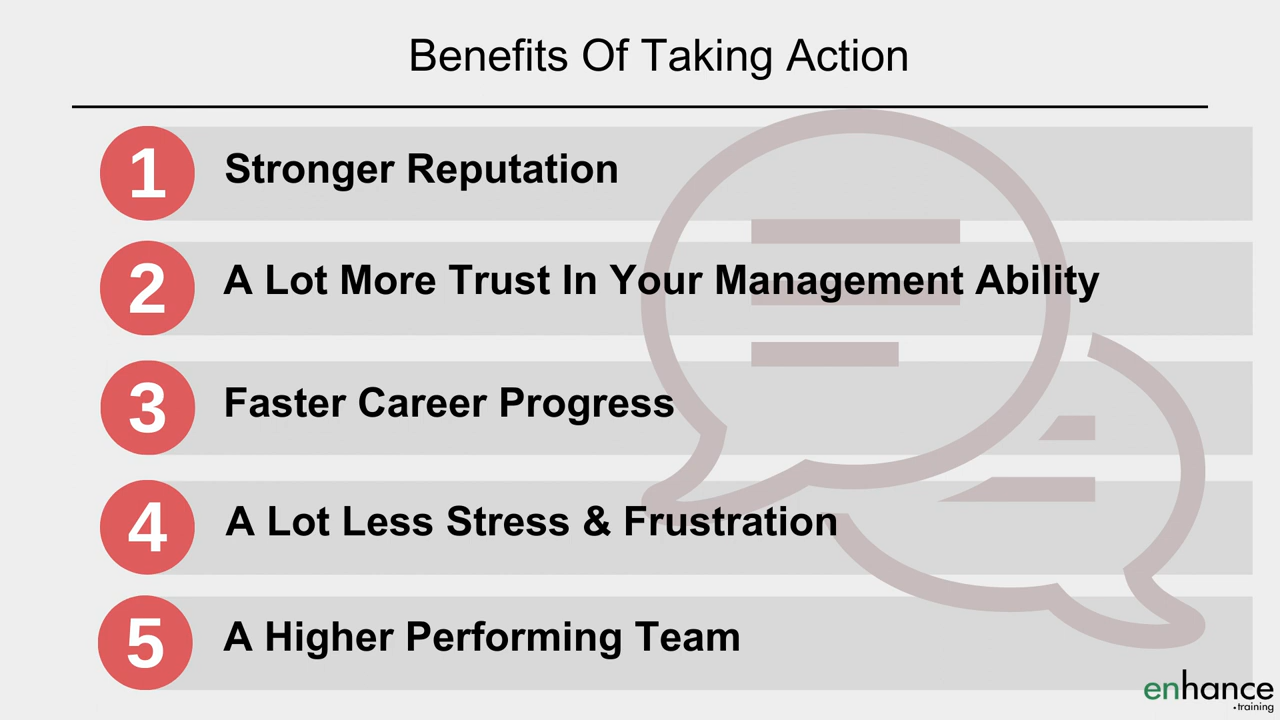 Benefits Of Taking Action
1 Stronger Reputation
2 A Lot More Trust In Your Management Ability
3 Faster Career Progress
4 A Lot Less Stress & Frustration
5 A Higher Performing Team
enhance
.training